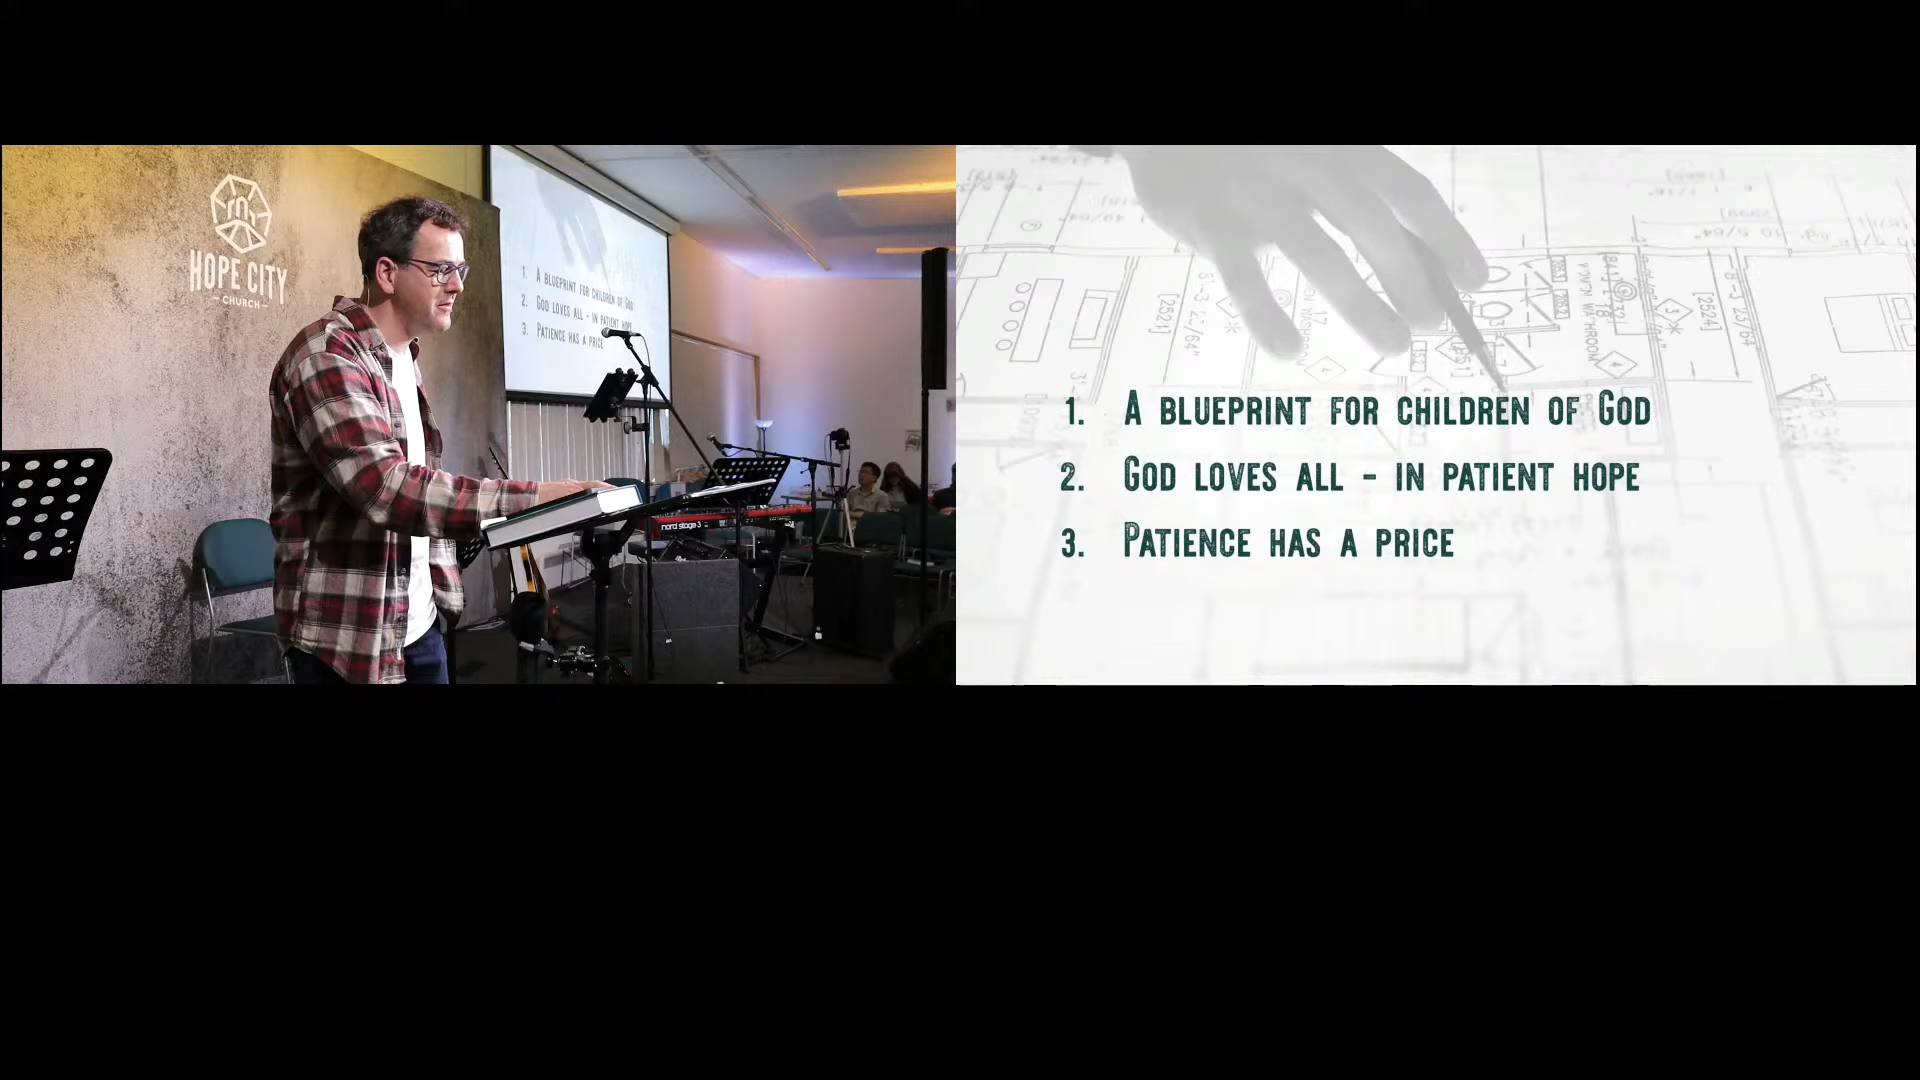 HOPE CITY
CHURCH
1. A BLUEPRINT FOR CHILDREN OF GOD
2. GOD LOVES ALL - IN PATIENT HOPE
3. PATIENCE HAS A PRICE
nord stage 3
1. A BLUEPRINT FOR CHILDREN OF GOD
2. GOD LOVES ALL - IN PATIENT HOPE
3. PATIENCE HAS A PRICE